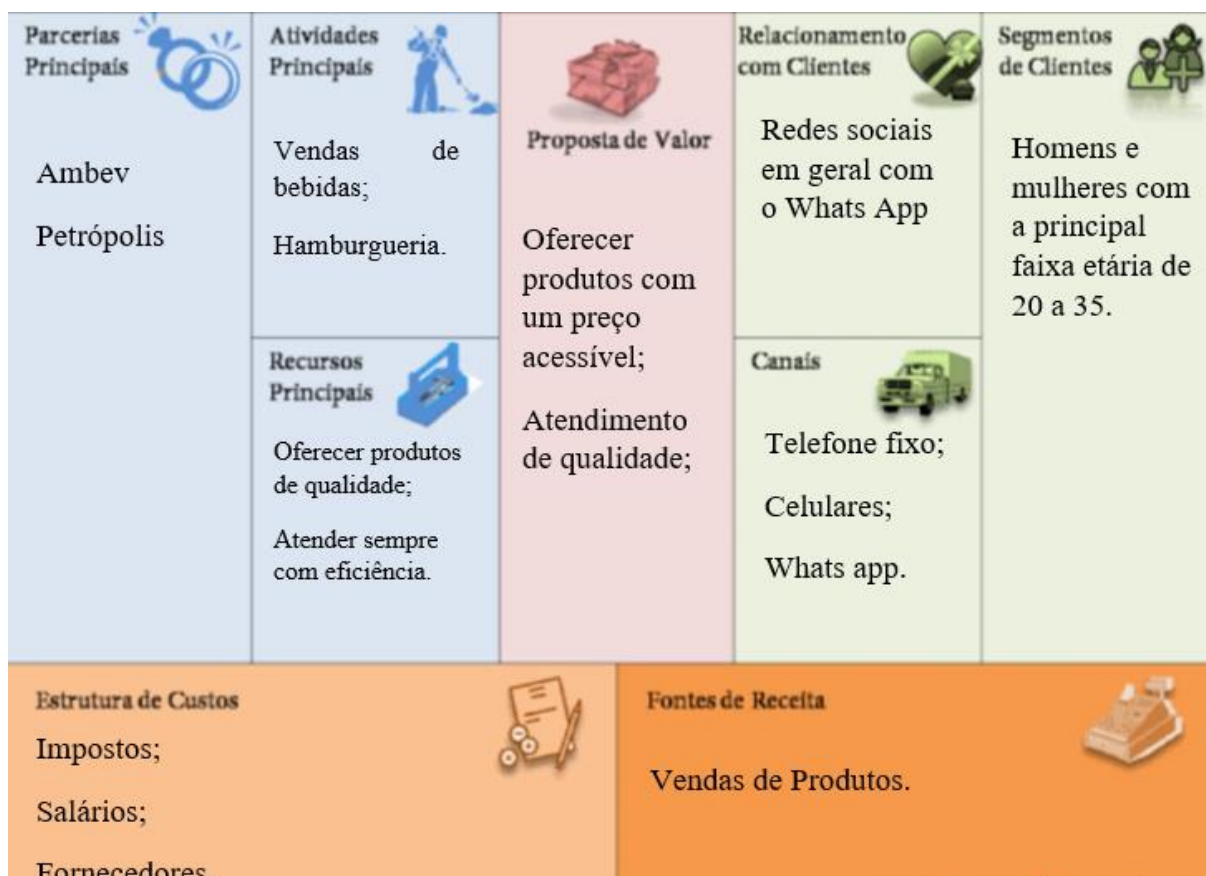 Parcerias
Principais
Ambev
Petrópolis
Atividades
Principais
Vendas de
bebidas;
Hamburgueria.
Recursos
Principais
Oferecer produtos
de qualidade;
Atender sempre
com eficiência.
Proposta de Valor
Oferecer
produtos com
um preço
acessível;
Atendimento
de qualidade;
Relacionamento
com Clientes
Redes sociais
em geral com
o Whats App
Canais
Telefone fixo;
Celulares;
Whats app.
Segmentos
de Clientes
Homens e
mulheres com
a principal
faixa etária de
20 a 35.
Estrutura de Custos
Impostos;
Salários;
Fornecedores
Fontes de Receita
Vendas de Produtos.